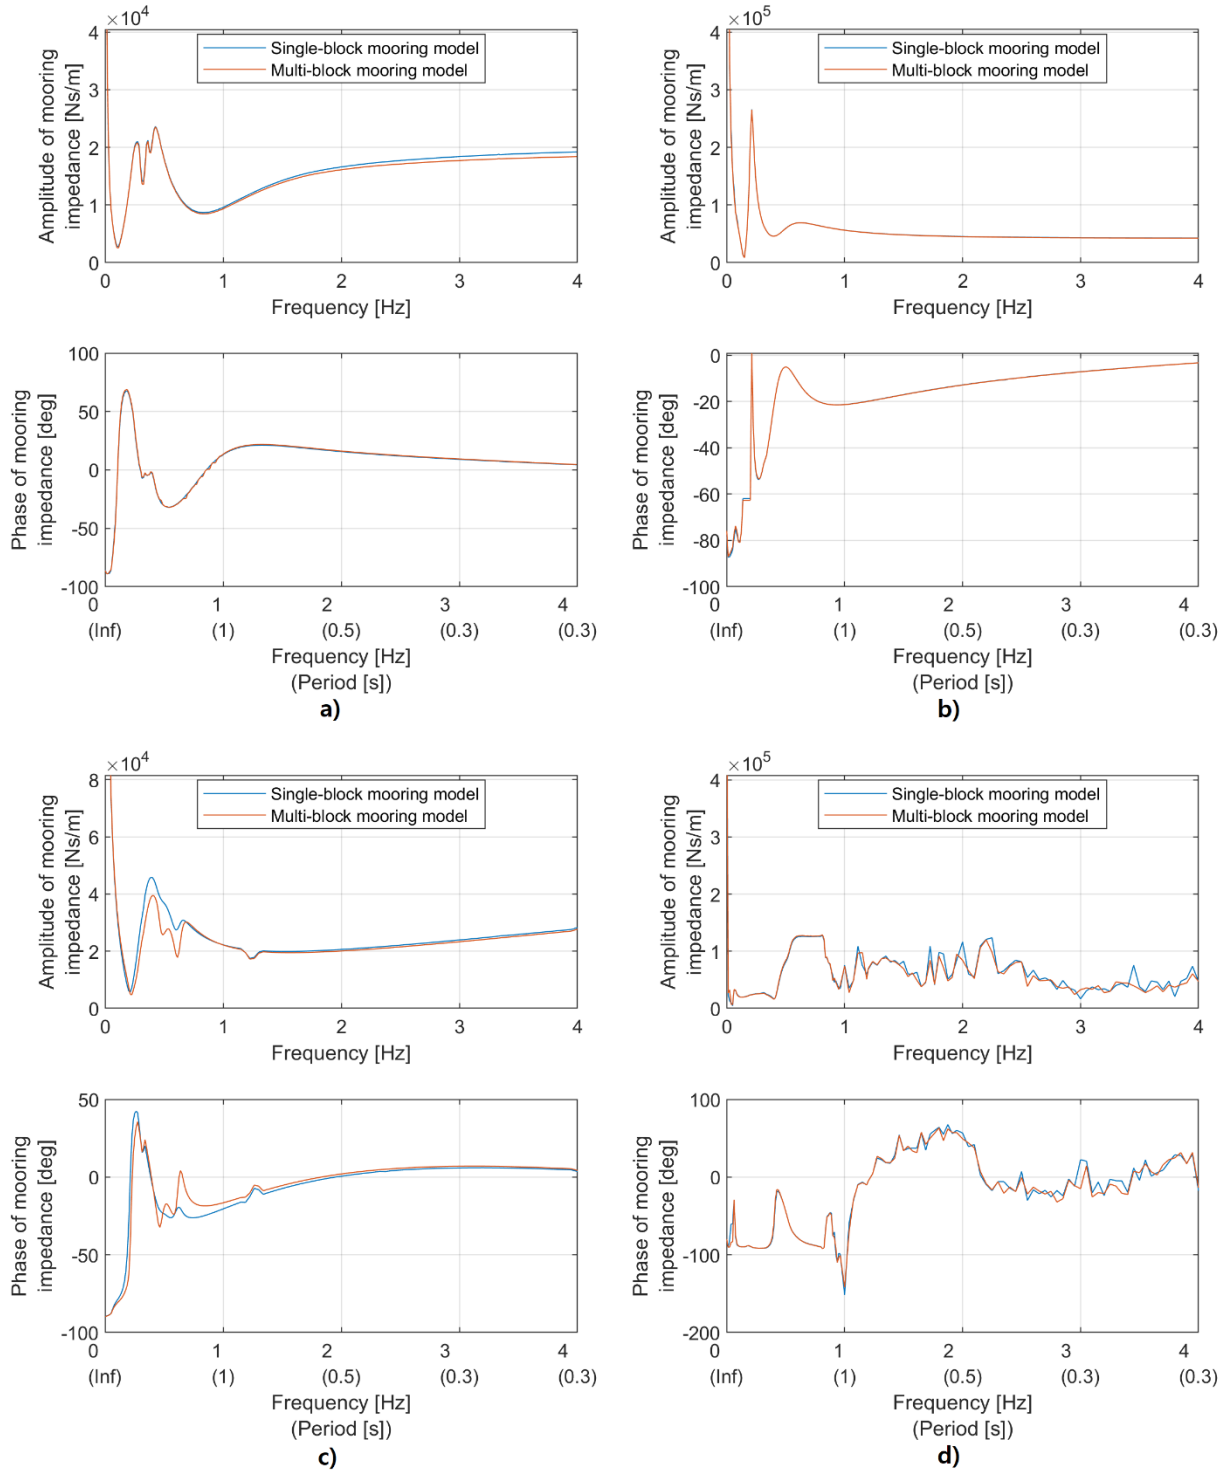 ×10⁴
4
3
2
1
0
Amplitude of mooring
impedance [Ns/m]
Single-block mooring model
Multi-block mooring model
0 1 2 3 4
Frequency [Hz]
100
50
0
-50
-100
Phase of mooring
impedance [deg]
0 1 2 3 4
(Inf) (1) (0.5) (0.3) (0.3)
Frequency [Hz]
(Period [s])
a)
×10⁵
4
3
2
1
0
Amplitude of mooring
impedance [Ns/m]
Single-block mooring model
Multi-block mooring model
0 1 2 3 4
Frequency [Hz]
0
-20
-40
-60
-80
-100
Phase of mooring
impedance [deg]
0 1 2 3 4
(Inf) (1) (0.5) (0.3) (0.3)
Frequency [Hz]
(Period [s])
b)
×10⁴
8
6
4
2
0
Amplitude of mooring
impedance [Ns/m]
Single-block mooring model
Multi-block mooring model
0 1 2 3 4
Frequency [Hz]
50
0
-50
-100
Phase of mooring
impedance [deg]
0 1 2 3 4
(Inf) (1) (0.5) (0.3) (0.3)
Frequency [Hz]
(Period [s])
c)
×10⁵
4
3
2
1
0
Amplitude of mooring
impedance [Ns/m]
Single-block mooring model
Multi-block mooring model
0 1 2 3 4
Frequency [Hz]
100
0
-100
-200
Phase of mooring
impedance [deg]
0 1 2 3 4
(Inf) (1) (0.5) (0.3) (0.3)
Frequency [Hz]
(Period [s])
d)